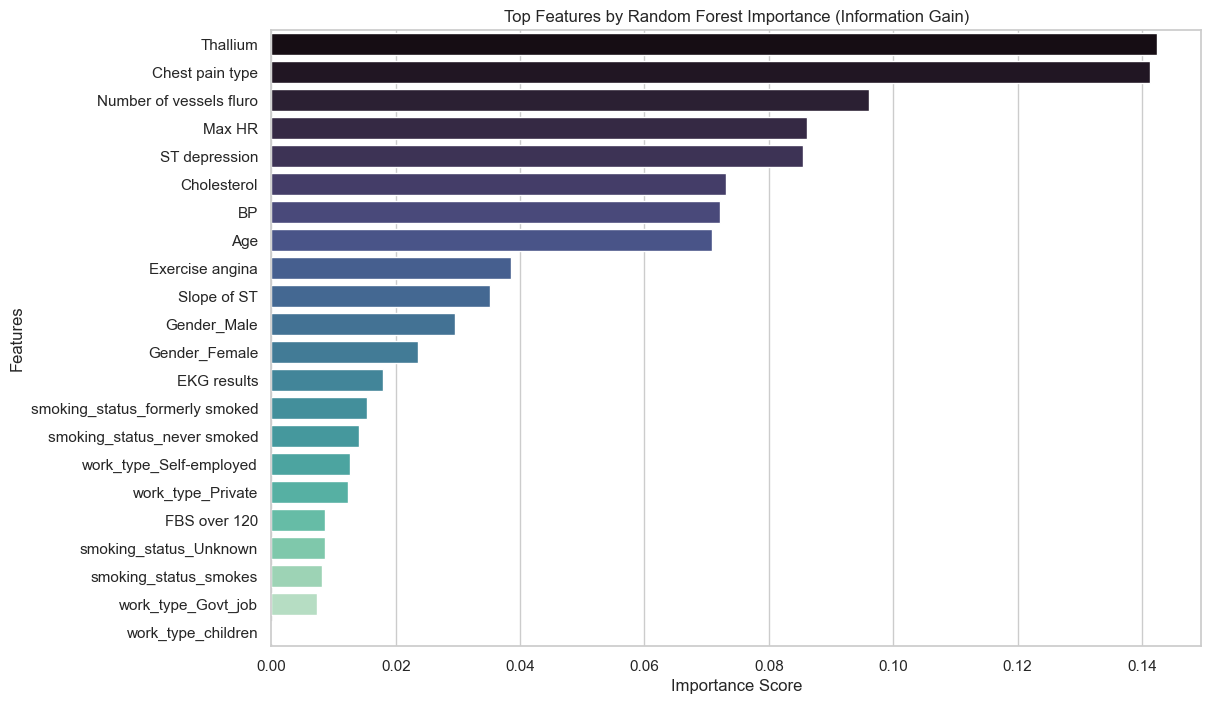 Top Features by Random Forest Importance (Information Gain)
Thallium
Chest pain type
Number of vessels fluro
Max HR
ST depression
Cholesterol
BP
Age
Exercise angina
Slope of ST
Gender_Male
Gender_Female
EKG results
smoking_status_formerly smoked
smoking_status_never smoked
work_type_Self-employed
work_type_Private
FBS over 120
smoking_status_Unknown
smoking_status_smokes
work_type_Govt_job
work_type_children
Features
0.00 0.02 0.04 0.06 0.08 0.10 0.12 0.14
Importance Score